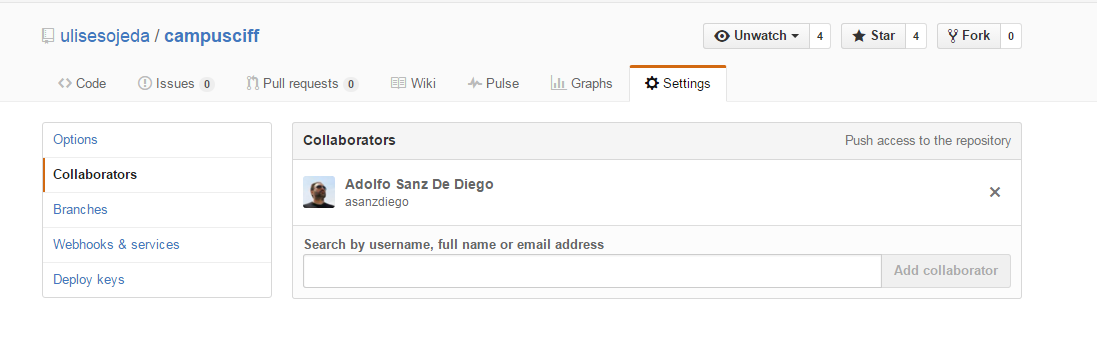 ulisesojeda / campusciff Unwatch 4 Star 4 Fork 0
Code Issues 0 Pull requests 0 Wiki Pulse Graphs Settings
Options
Collaborators
Branches
Webhooks & services
Deploy keys
Collaborators Push access to the repository
Adolfo Sanz De Diego
asanzdiego
Search by username, full name or email address
Add collaborator